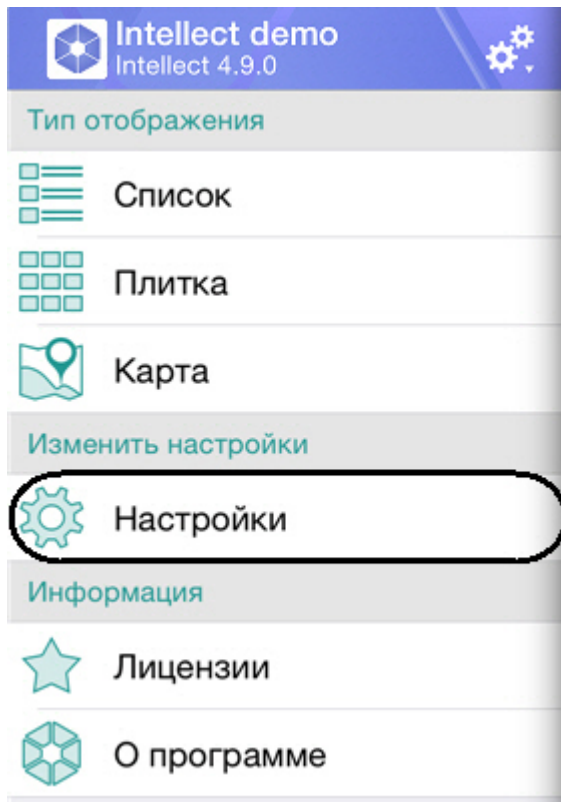 Intellect demo
Intellect 4.9.0
Тип отображения
Список
Плитка
Карта
Изменить настройки
Настройки
Информация
Лицензии
О программе